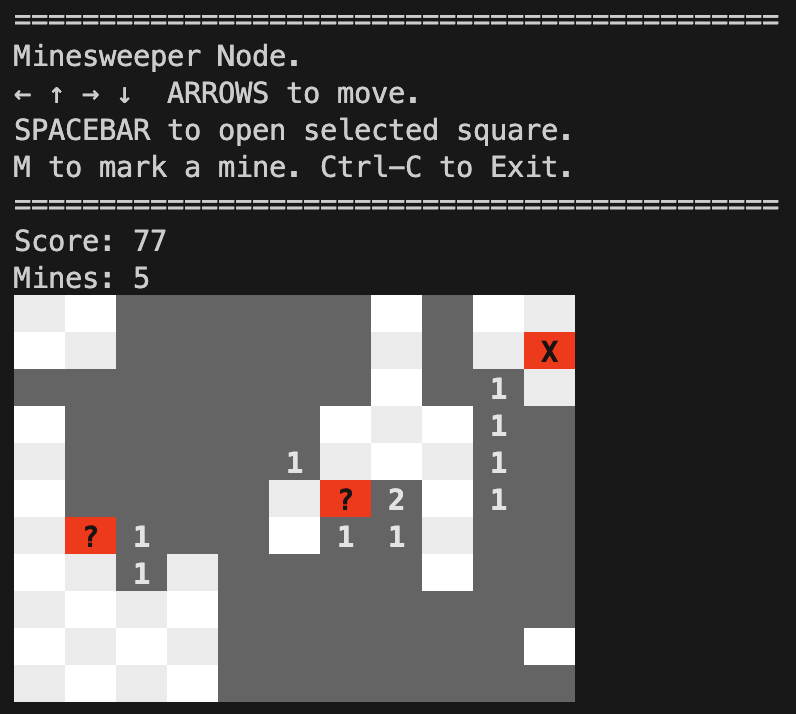 =============================================
Minesweeper Node.
← ↑ → ↓  ARROWS to move.
SPACEBAR to open selected square.
M to mark a mine. Ctrl-C to Exit.
=============================================
Score: 77
Mines: 5
X
1
1
1 1
? 2 1
? 1 1 1
1